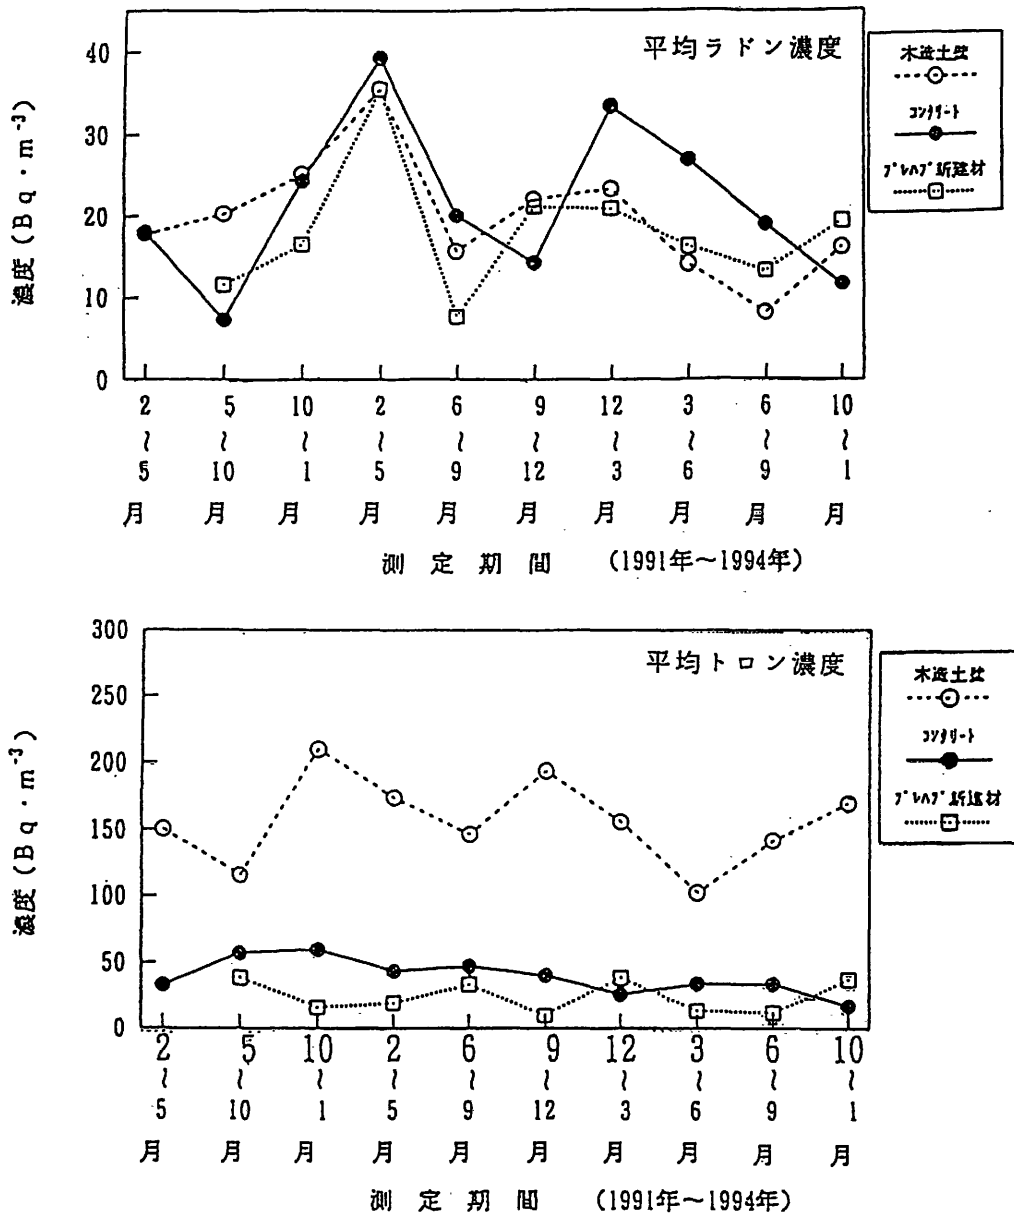 平均ラドン濃度
木造土壁
コンクリート
プレハブ新建材
濃度(Bq・m⁻³)
40
30
20
10
0
2 5 10 2 6 9 12 3 6 10
~ ~ ~ ~ ~ ~ ~ ~ ~ ~
5 10 1 5 9 12 3 6 9 1
月 月 月 月 月 月 月 月 月 月
測定期間 (1991年~1994年)
平均トロン濃度
木造土壁
コンクリート
プレハブ新建材
濃度(Bq・m⁻³)
300
250
200
150
100
50
0
2 5 10 2 6 9 12 3 6 10
~ ~ ~ ~ ~ ~ ~ ~ ~ ~
5 10 1 5 9 12 3 6 9 1
月 月 月 月 月 月 月 月 月 月
測定期間 (1991年~1994年)